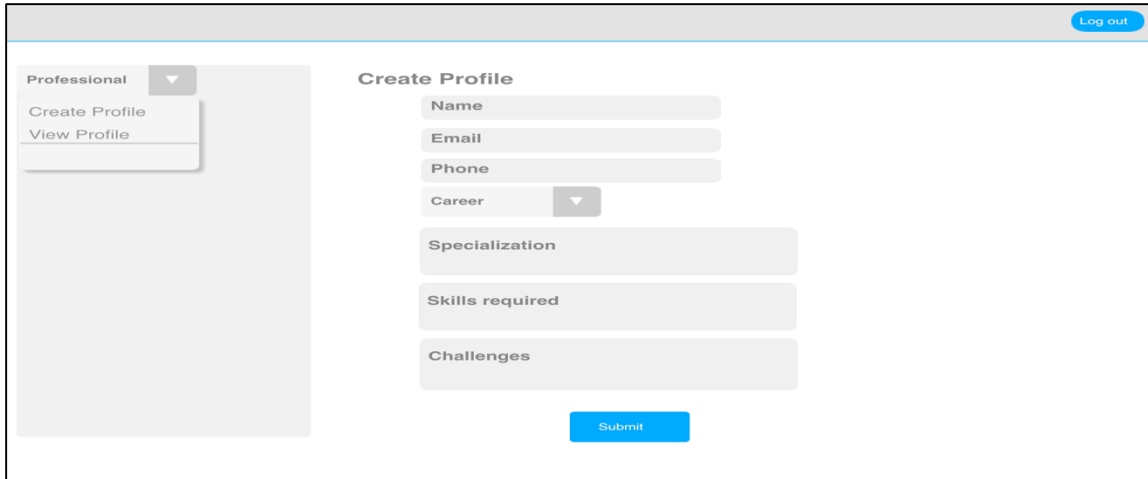 Log out
Professional
Create Profile
View Profile
Create Profile
Name
Email
Phone
Career
Specialization
Skills required
Challenges
Submit